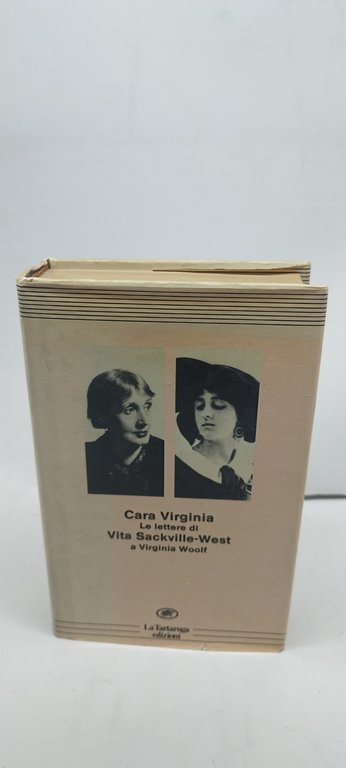 Cara Virginia
Le lettere di
Vita Sackville-West
a Virginia Woolf
La Tartaruga
edizioni